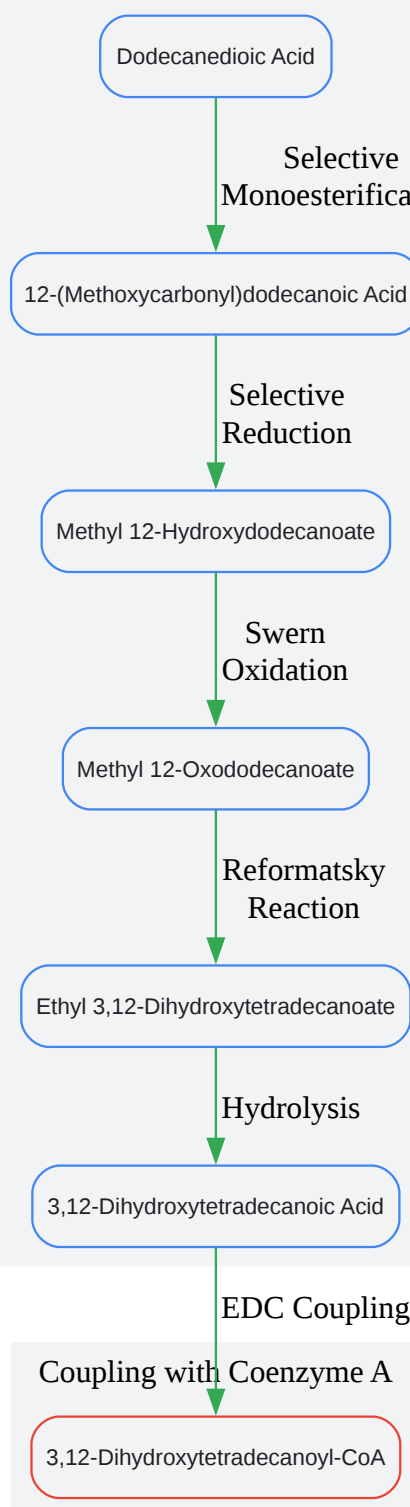 Dodecanedioic Acid
Selective
Monoesterifica
12-(Methoxycarbonyl)dodecanoic Acid
Selective
Reduction
Methyl 12-Hydroxydodecanoate
Swern
Oxidation
Methyl 12-Oxododecanoate
Reformatsky
Reaction
Ethyl 3,12-Dihydroxytetradecanoate
Hydrolysis
3,12-Dihydroxytetradecanoic Acid
EDC Coupling
Coupling with Coenzyme A
3,12-Dihydroxytetradecanoyl-CoA